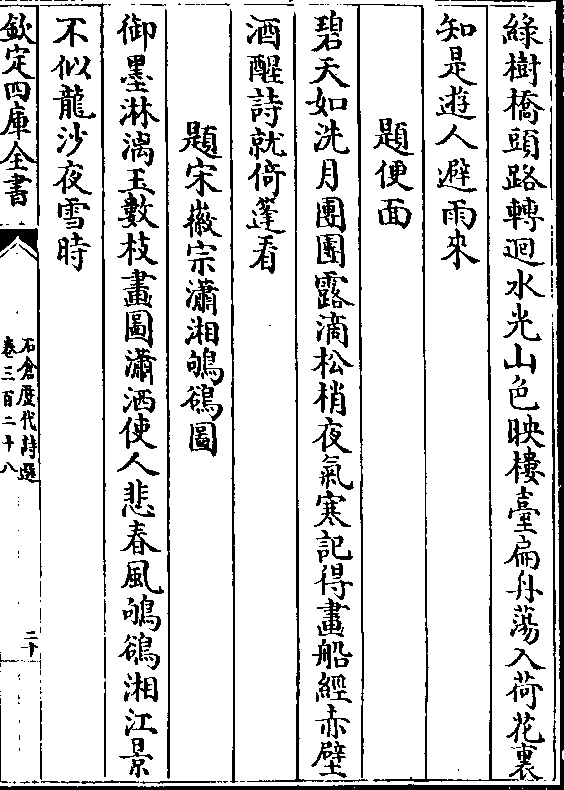 綠樹橋頭路轉迴水光山色映樓臺扁舟蕩入荷花裏
知是遊人避雨來
題便面
碧天如洗月團團露滴松梢夜氣寒記得畫船經赤壁
酒醒詩就倚篷看
題宋徽宗瀟湘鴝鵒圖
御墨淋漓玉數枝畫圖瀟洒使人悲春風鴝鵒湘江景
不似龍沙夜雪時
欽定四庫全書
石倉歷代詩選
卷三百二十八
二十